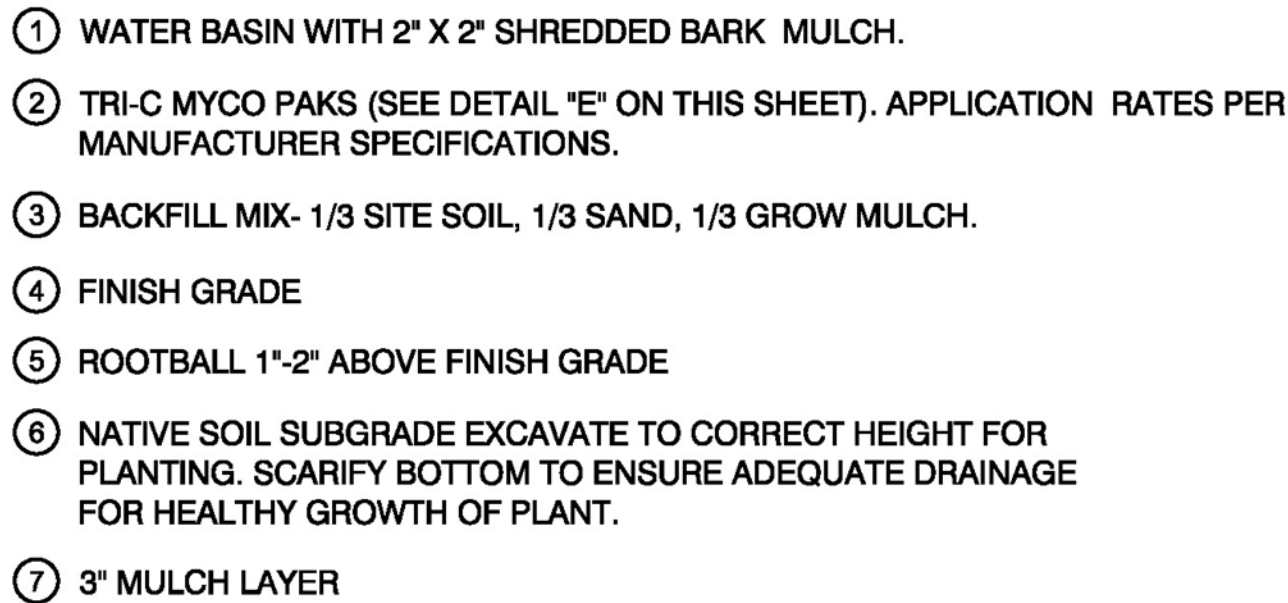 1 WATER BASIN WITH 2" X 2" SHREDDED BARK MULCH.
2 TRI-C MYCO PAKS (SEE DETAIL "E" ON THIS SHEET). APPLICATION RATES PER
MANUFACTURER SPECIFICATIONS.
3 BACKFILL MIX- 1/3 SITE SOIL, 1/3 SAND, 1/3 GROW MULCH.
4 FINISH GRADE
5 ROOTBALL 1"-2" ABOVE FINISH GRADE
6 NATIVE SOIL SUBGRADE EXCAVATE TO CORRECT HEIGHT FOR
PLANTING. SCARIFY BOTTOM TO ENSURE ADEQUATE DRAINAGE
FOR HEALTHY GROWTH OF PLANT.
7 3" MULCH LAYER